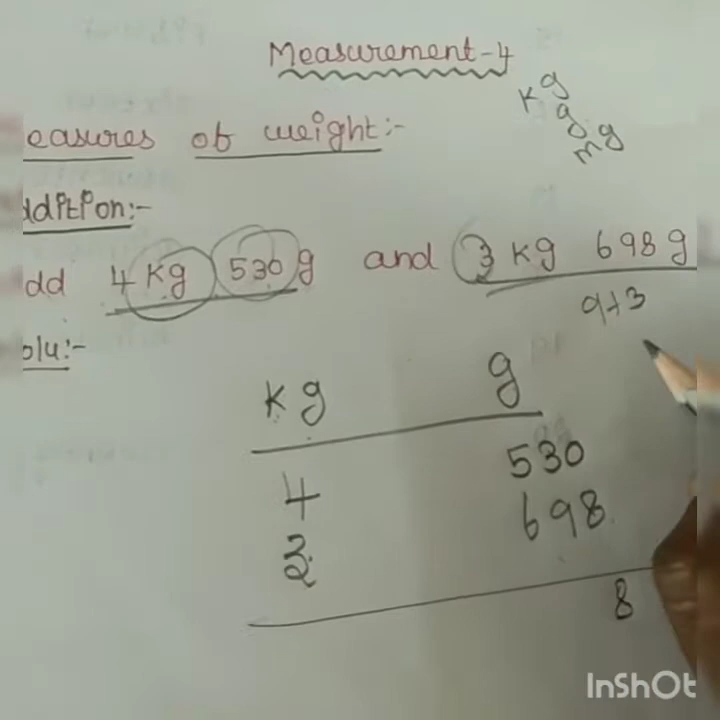 Measurement-4
kg
g
mg
easures of weight:-
ddition:-
dd 4 kg 530 g and 3 kg 698 g
9+3
olu:-
kg g
4 530
3 698
8
InShOt